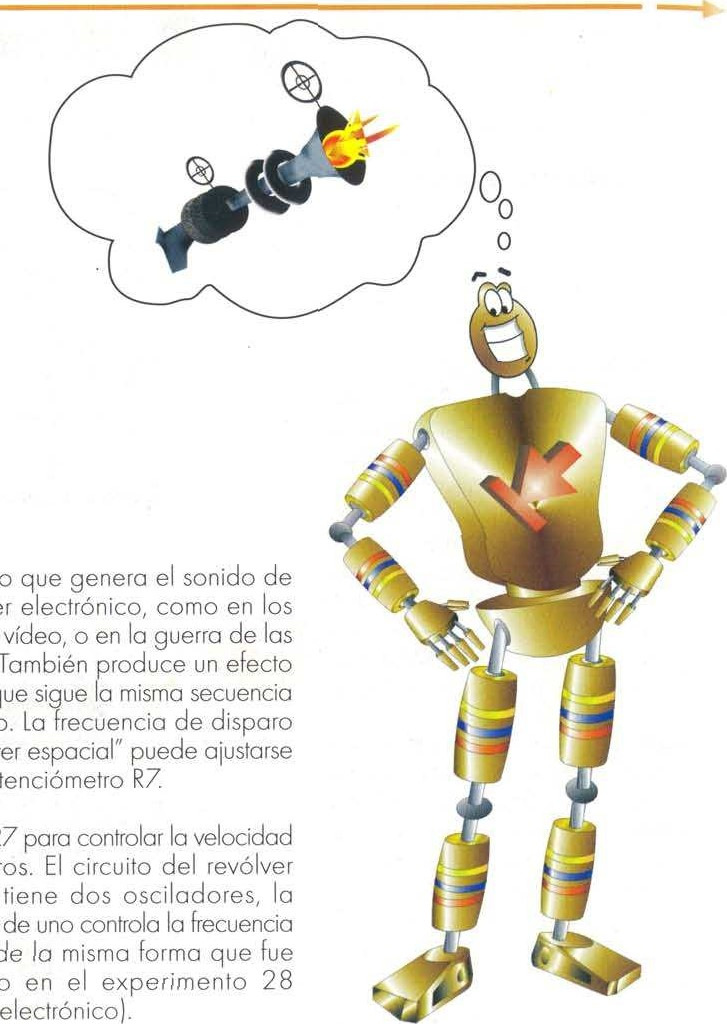 o que genera el sonido de
er electrónico, como en los
vídeo, o en la guerra de las
También produce un efecto
que sigue la misma secuencia
o. La frecuencia de disparo
er espacial" puede ajustarse
tenciómetro R7.
R7 para controlar la velocidad
ros. El circuito del revólver
tiene dos osciladores, la
de uno controla la frecuencia
de la misma forma que fue
o en el experimento 28
electrónico).